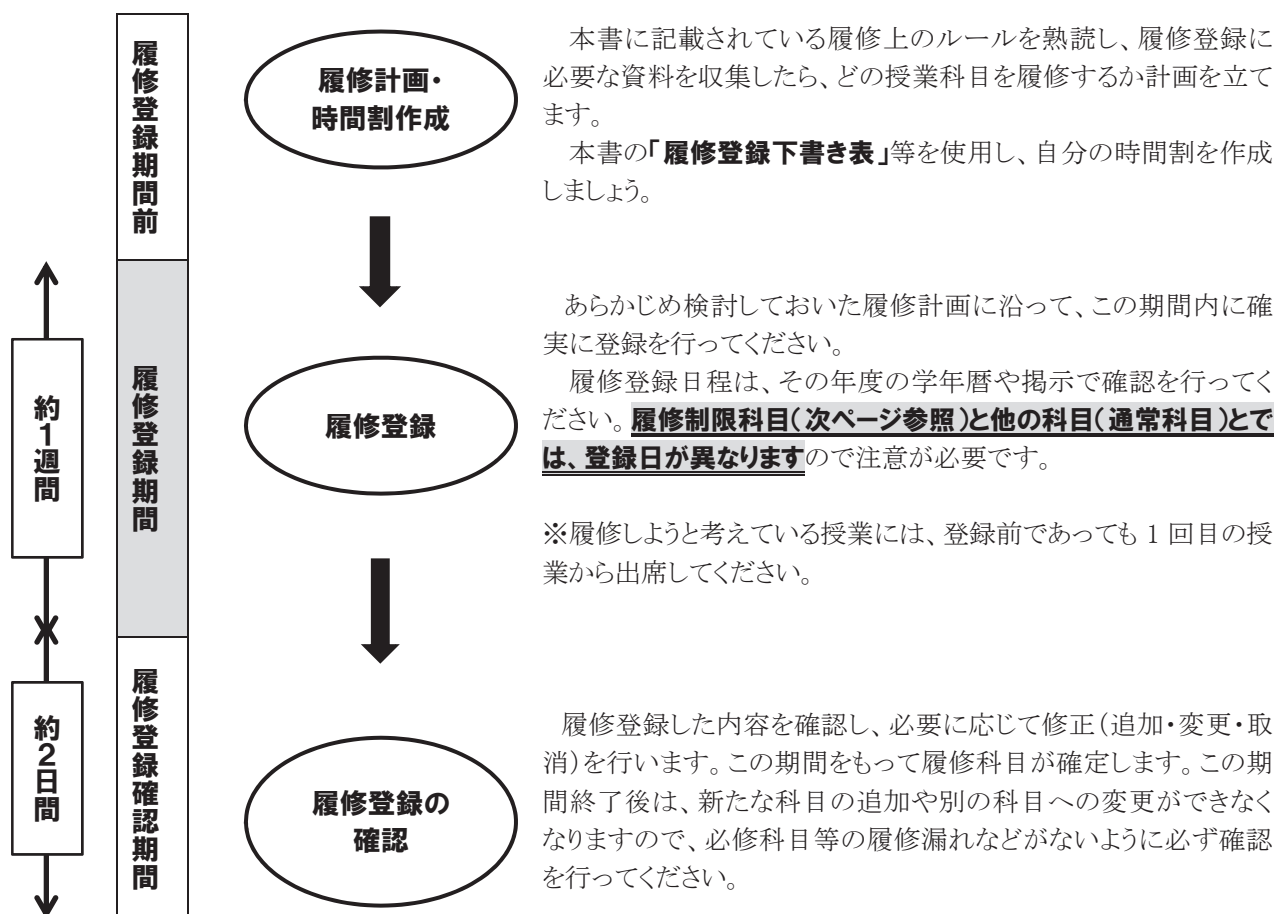 履修登録期間前
履修計画・
時間割作成
　本書に記載されている履修上のルールを熟読し、履修登録に
必要な資料を収集したら、どの授業科目を履修するか計画を立て
ます。
　本書の「履修登録下書き表」等を使用し、自分の時間割を作成
しましょう。
約1週間
履修登録期間
履修登録
　あらかじめ検討しておいた履修計画に沿って、この期間内に確
実に登録を行ってください。
　履修登録日程は、その年度の学年暦や掲示で確認を行ってく
ださい。履修制限科目（次ページ参照）と他の科目（通常科目）とで
は、登録日が異なりますので注意が必要です。
※履修しようと考えている授業には、登録前であっても 1 回目の授
業から出席してください。
約2日間
履修登録確認期間
履修登録の
確認
　履修登録した内容を確認し、必要に応じて修正（追加・変更・取
消）を行います。この期間をもって履修科目が確定します。この期
間終了後は、新たな科目の追加や別の科目への変更ができなく
なりますので、必修科目等の履修漏れなどがないように必ず確認
を行ってください。